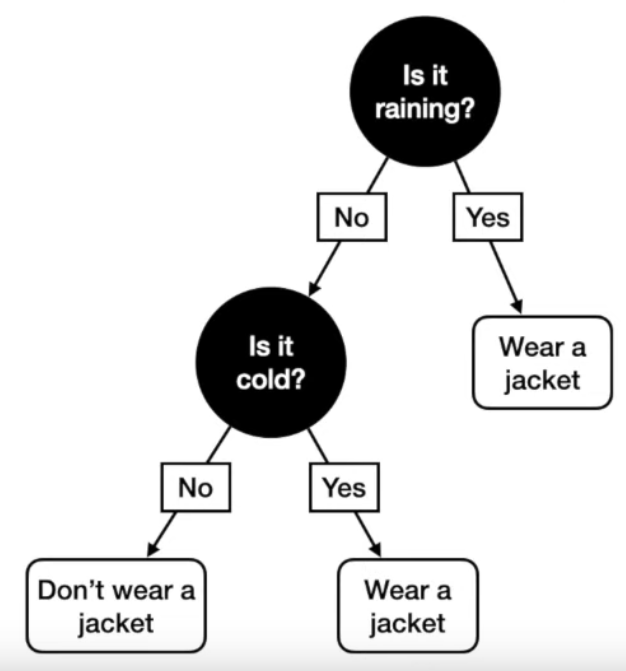 Is it
raining?
No
Yes
Is it
cold?
Wear a
jacket
No
Yes
Don't wear a
jacket
Wear a
jacket